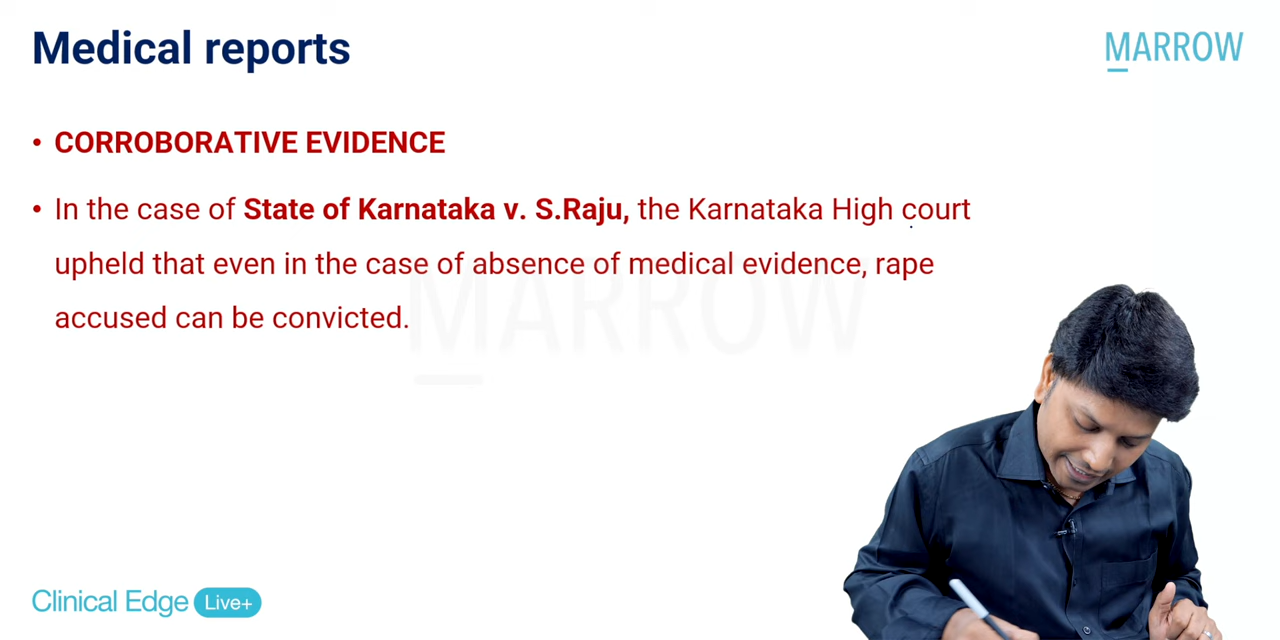 Medical reports
MARROW
• CORROBORATIVE EVIDENCE
• In the case of State of Karnataka v. S.Raju, the Karnataka High court
upheld that even in the case of absence of medical evidence, rape
accused can be convicted.
MARROW
Clinical Edge Live+